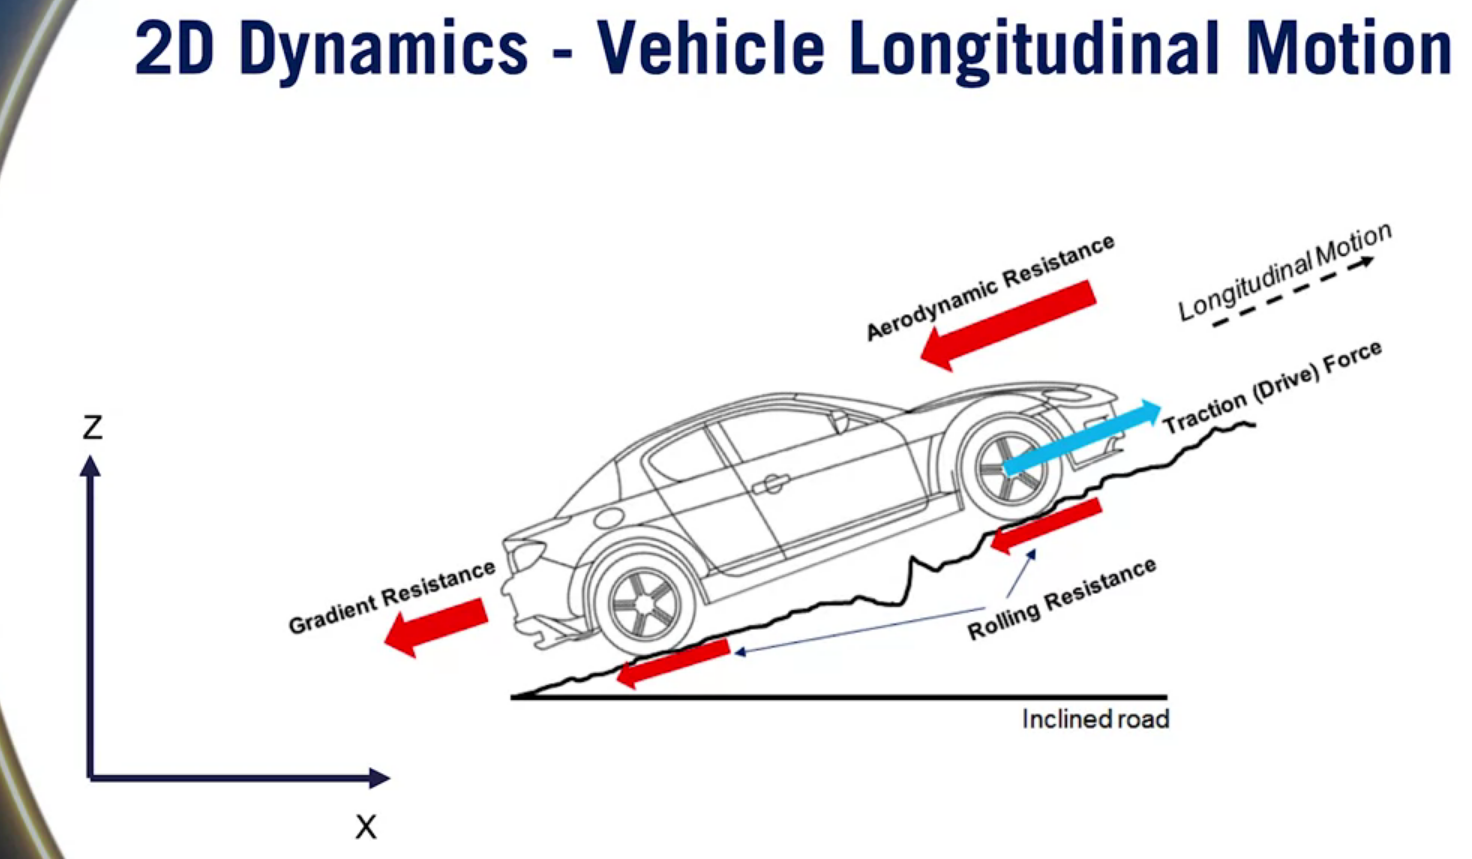 2D Dynamics - Vehicle Longitudinal Motion
Aerodynamic Resistance
Longitudinal Motion
Traction (Drive) Force
Z
Gradient Resistance
Rolling Resistance
Inclined road
X